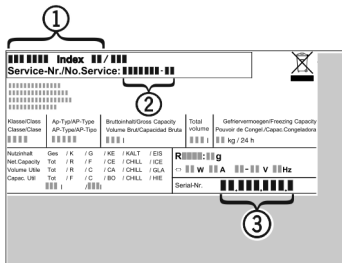 1
Index / 
Service-Nr./No.Service: -
2
Klasse/Class Ap-Typ/AP-Type Bruttoinhalt/Gross Capacity Total Gefriervermoegen/Freezing Capacity
Classe/Clase AP-Type/AP-Tipo Volume Brut/Capacidad Bruta volume Pouvoir de Congel./Capac.Congeladora
l l kg / 24 h
Nutzinhalt Ges / K / G / KE / KALT / EIS
Net.Capacity Tot / R / F / CE / CHILL / ICE
Volume Utile Tot / R / C / CA / CHILL / GLA
Capac. Util Tot / F / C / BO / CHILL / HIE
l / l
R : g
W A - V Hz
Serial-Nr. . . .
3